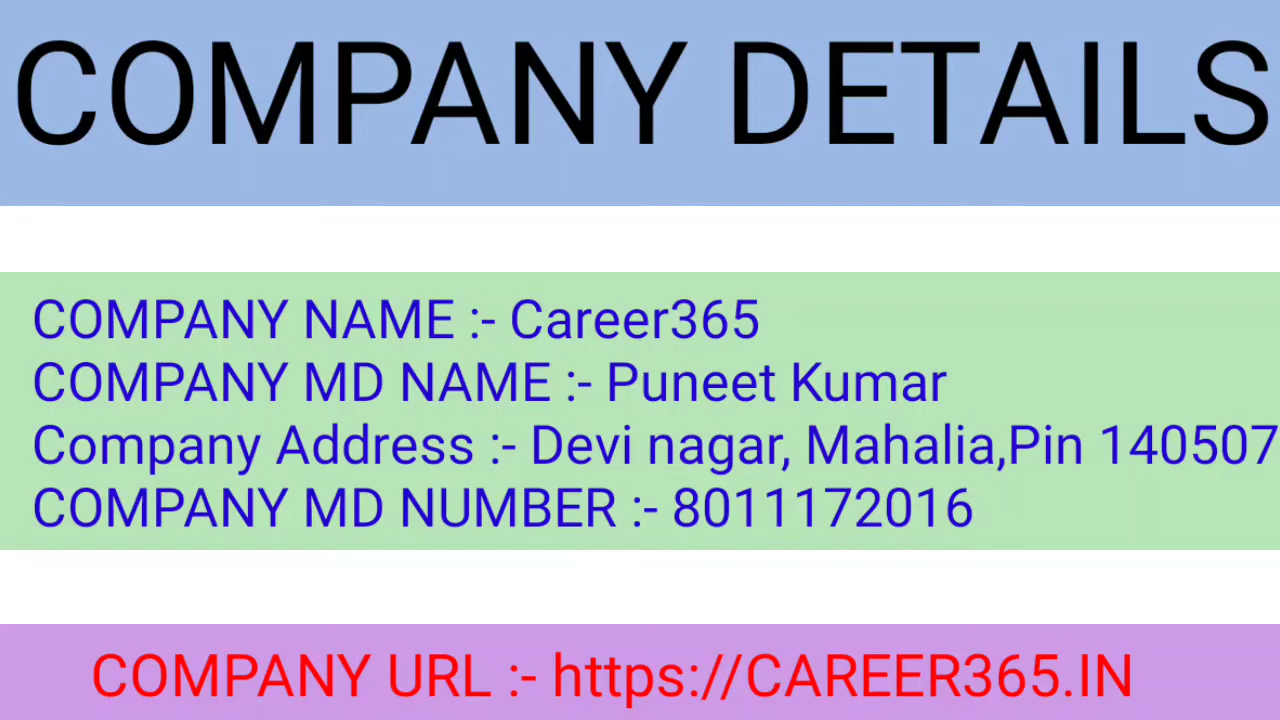 COMPANY DETAILS
COMPANY NAME :- Career365
COMPANY MD NAME :- Puneet Kumar
Company Address :- Devi nagar, Mahalia,Pin 140507
COMPANY MD NUMBER :- 8011172016
COMPANY URL :- https://CAREER365.IN